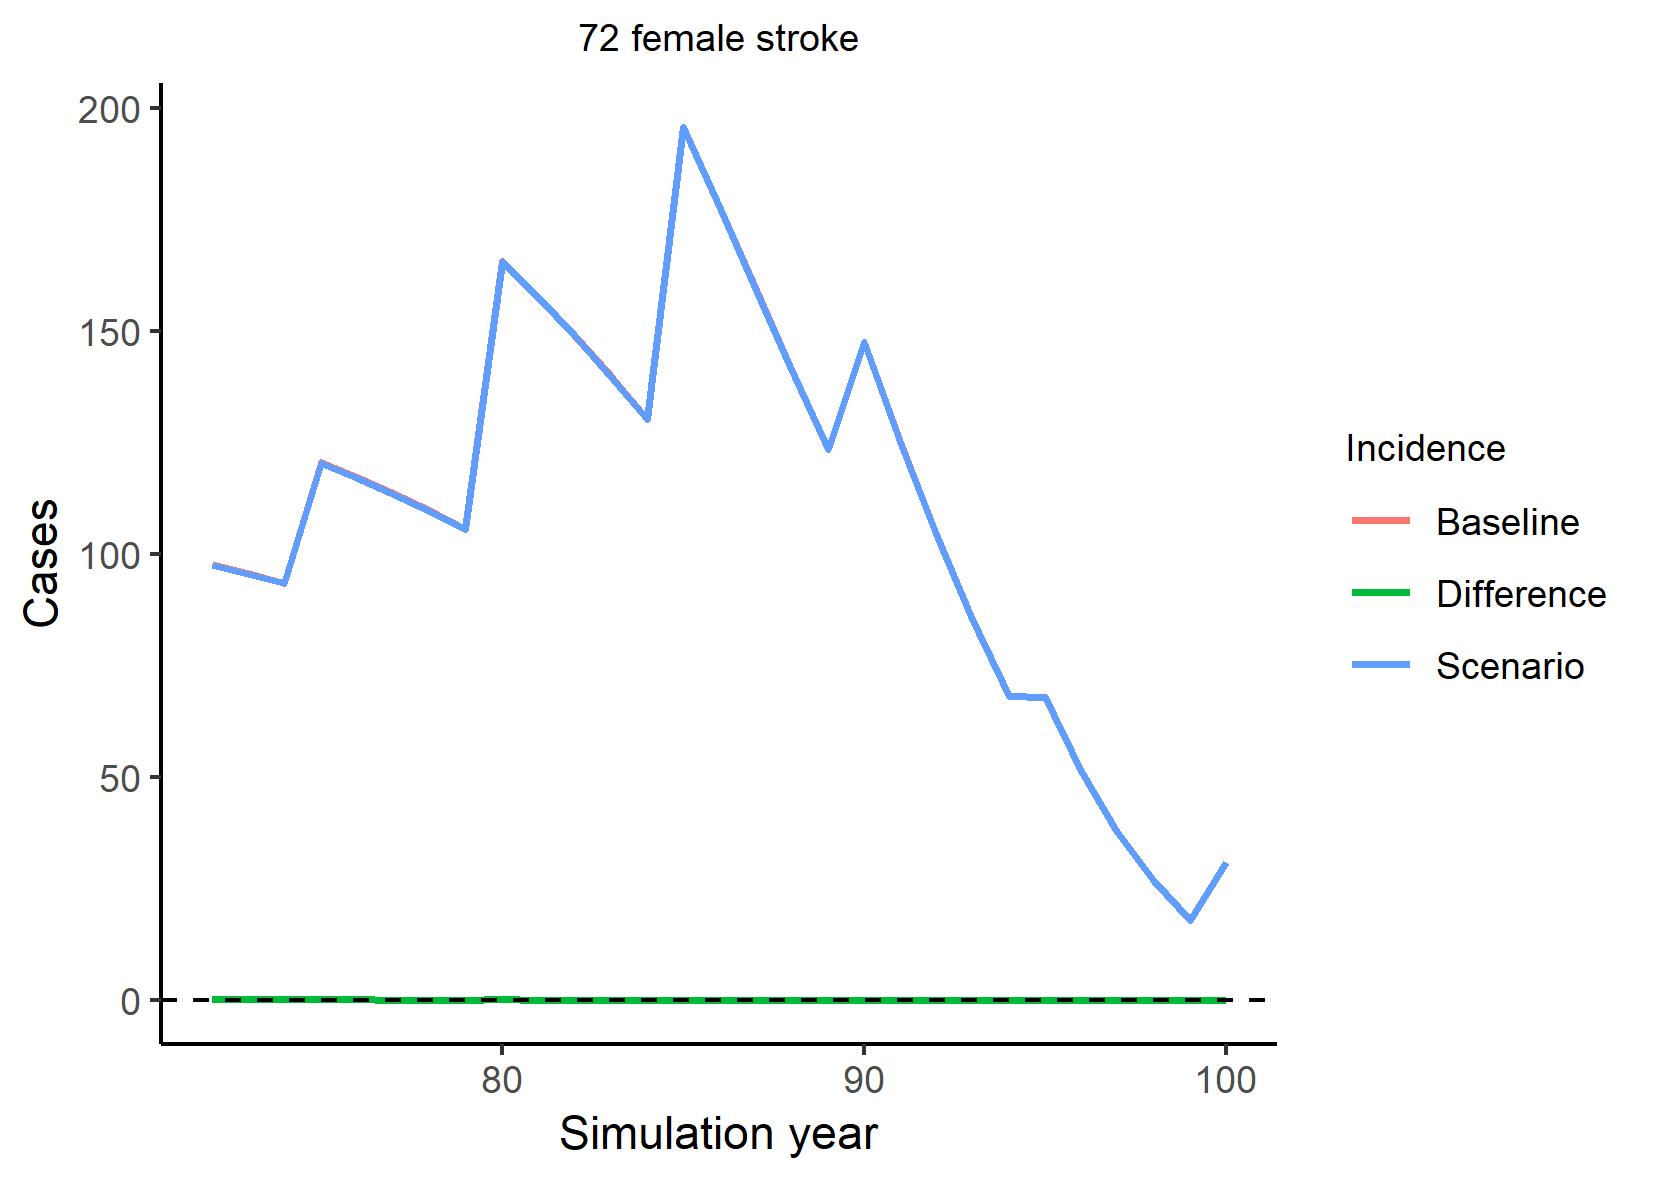 72 female stroke
200
150
100
50
0
Cases
80
90
100
Simulation year
Incidence
Baseline
Difference
Scenario